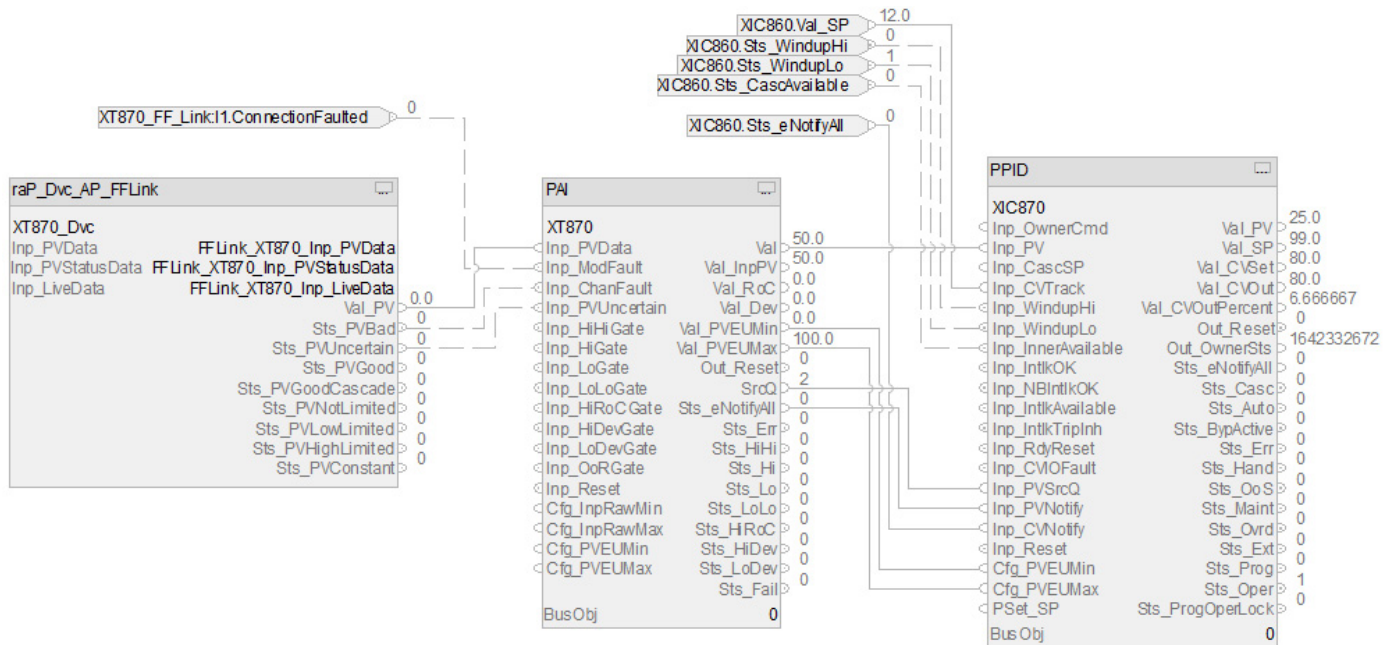 XIC860.Val_SP 12.0
XIC860.Sts_WindupHi 0
XIC860.Sts_WindupLo 1
XIC860.Sts_CascAvailable 0
XT870_FF_Link:I1.ConnectionFaulted 0
XIC860.Sts_eNotifyAll 0
raP_Dvc_AP_FFLink ...
XT870_Dvc
Inp_PVData FFLink_XT870_Inp_PVData
Inp_PVStatusData FFLink_XT870_Inp_PVStatusData
Inp_LiveData FFLink_XT870_Inp_LiveData
Val_PV 0.0
Sts_PVBad 0
Sts_PVUncertain 0
Sts_PVGood 0
Sts_PVGoodCascade 0
Sts_PVNotLimited 0
Sts_PVLowLimited 0
Sts_PVHighLimited 0
Sts_PVConstant 0
PAI ...
XT870
Inp_PVData Val 50.0
Inp_ModFault Val_InpPV 50.0
Inp_ChanFault Val_RoC 0.0
Inp_PVUncertain Val_Dev 0.0
Inp_HiHiGate Val_PVEUMin 0.0
Inp_HiGate Val_PVEUMax 100.0
Inp_LoGate Out_Reset 0
Inp_LoLoGate SrcQ 2
Inp_HiRoCGate Sts_eNotifyAll 0
Inp_HiDevGate Sts_Err 0
Inp_LoDevGate Sts_HiHi 0
Inp_OoRGate Sts_Hi 0
Inp_Reset Sts_Lo 0
Cfg_InpRawMin Sts_LoLo 0
Cfg_InpRawMax Sts_HiRoC 0
Cfg_PVEUMin Sts_HiDev 0
Cfg_PVEUMax Sts_LoDev 0
Sts_Fail 0
BusObj 0
PPID ...
XIC870
Inp_OwnerCmd Val_PV 25.0
Inp_PV Val_SP 99.0
Inp_CascSP Val_CVSet 80.0
Inp_CVTrack Val_CVOut 80.0
Inp_WindupHi Val_CVOutPercent 6.666667
Inp_WindupLo Out_Reset 0
Inp_InnerAvailable Out_OwnerSts 1642332672
Inp_IntlkOK Sts_eNotifyAll 0
Inp_NBIntlkOK Sts_Casc 0
Inp_IntlkAvailable Sts_Auto 0
Inp_IntlkTripInh Sts_BypActive 0
Inp_RdyReset Sts_Err 0
Inp_CVIOFault Sts_Hand 0
Inp_PVSrcQ Sts_OoS 0
Inp_PVNotify Sts_Maint 0
Inp_CVNotify Sts_Ovrd 0
Inp_Reset Sts_Ext 0
Cfg_PVEUMin Sts_Prog 0
Cfg_PVEUMax Sts_Oper 1
PSet_SP Sts_ProgOperLock 0
BusObj 0